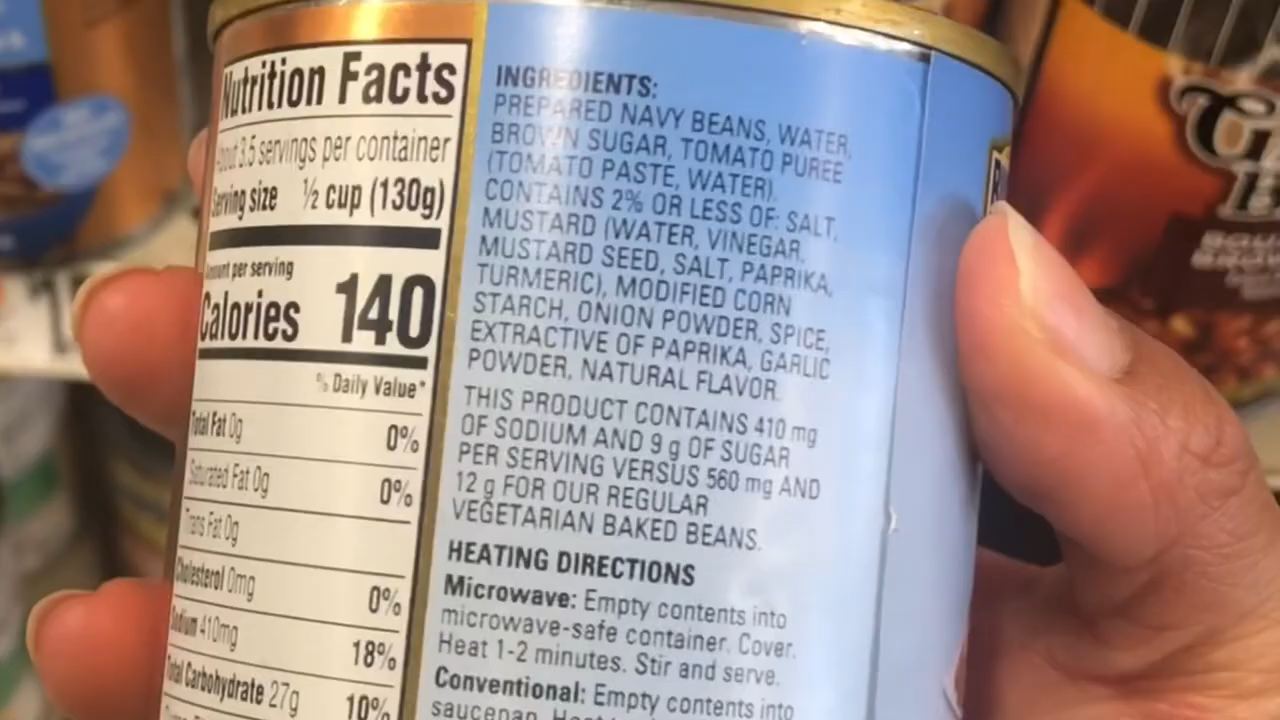 Nutrition Facts
About 3.5 servings per container
Serving size ½ cup (130g)
Amount per serving
Calories 140
% Daily Value*
Total Fat 0g 0%
Saturated Fat 0g 0%
Trans Fat 0g
Cholesterol 0mg 0%
Sodium 410mg 18%
Total Carbohydrate 27g 10%
INGREDIENTS:
PREPARED NAVY BEANS, WATER,
BROWN SUGAR, TOMATO PUREE
(TOMATO PASTE, WATER).
CONTAINS 2% OR LESS OF: SALT,
MUSTARD (WATER, VINEGAR,
MUSTARD SEED, SALT, PAPRIKA,
TURMERIC), MODIFIED CORN
STARCH, ONION POWDER, SPICE,
EXTRACTIVE OF PAPRIKA, GARLIC
POWDER, NATURAL FLAVOR.
THIS PRODUCT CONTAINS 410 mg
OF SODIUM AND 9 g OF SUGAR
PER SERVING VERSUS 560 mg AND
12 g FOR OUR REGULAR
VEGETARIAN BAKED BEANS.
HEATING DIRECTIONS
Microwave: Empty contents into
microwave-safe container. Cover.
Heat 1-2 minutes. Stir and serve.
Conventional: Empty contents into
saucepan.